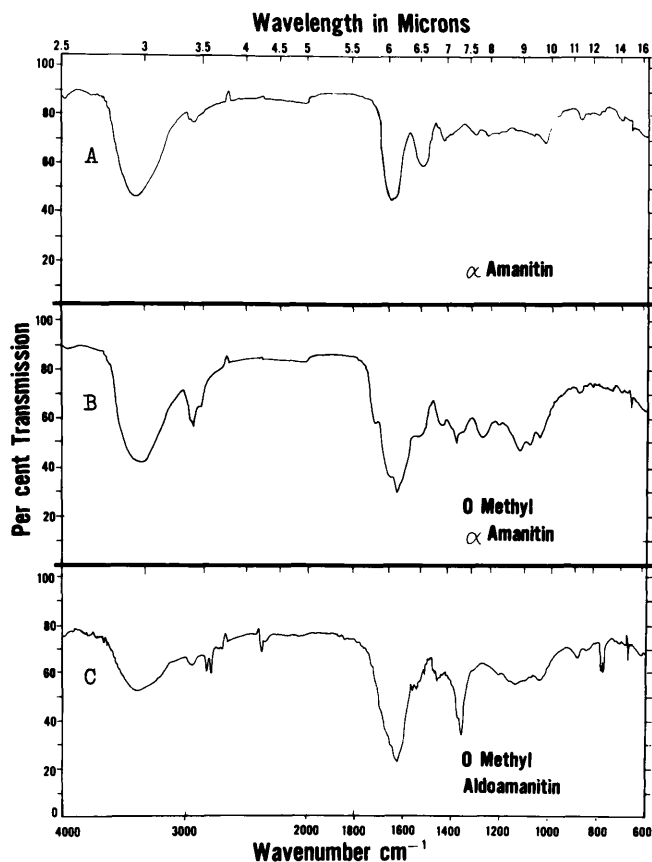 Wavelength in Microns
2.5 3 3.5 4 4.5 5 5.5 6 6.5 7 7.5 8 9 10 11 12 14 16
100
80
60
40
20
A
α Amanitin
100
80
60
40
20
B
O Methyl
α Amanitin
100
80
60
40
20
0
C
O Methyl
Aldoamanitin
Per cent Transmission
4000 3000 2000 1800 1600 1400 1200 1000 800 600
Wavenumber cm⁻¹